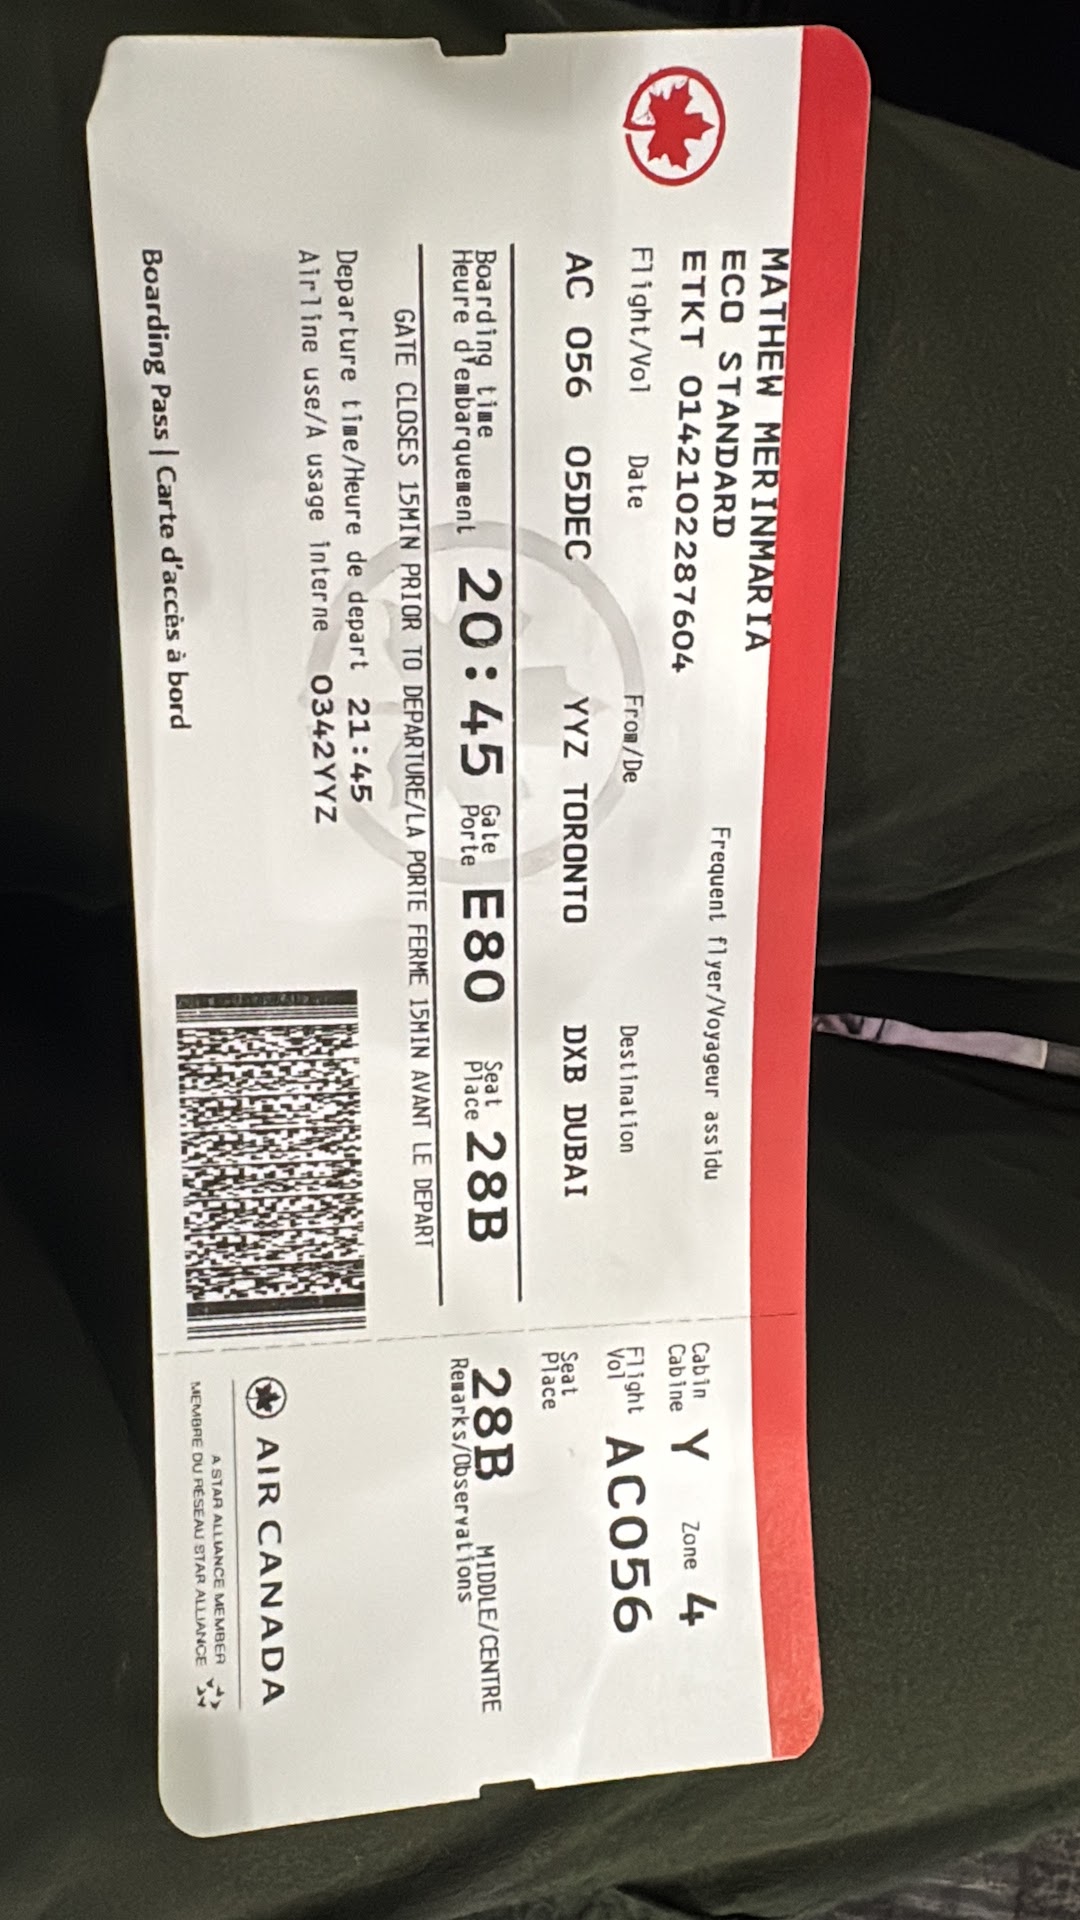 MATHEW MERINMARIA
ECO STANDARD
ETKT 0142102287604
Frequent flyer/Voyageur assidu
Flight/Vol Date From/De Destination
AC 056 05DEC YYZ TORONTO DXB DUBAI
Boarding time
Heure d'embarquement 20:45 Gate
Porte E80 Seat
Place 28B
GATE CLOSES 15MIN PRIOR TO DEPARTURE/LA PORTE FERME 15MIN AVANT LE DEPART
Departure time/Heure de depart 21:45
Airline use/A usage interne 0342YYZ
Boarding Pass | Carte d'accès à bord
Cabin
Cabine Y Zone 4
Flight
Vol AC056
Seat
Place
28B MIDDLE/CENTRE
Remarks/Observations
AIR CANADA
A STAR ALLIANCE MEMBER
MEMBRE DU RÉSEAU STAR ALLIANCE